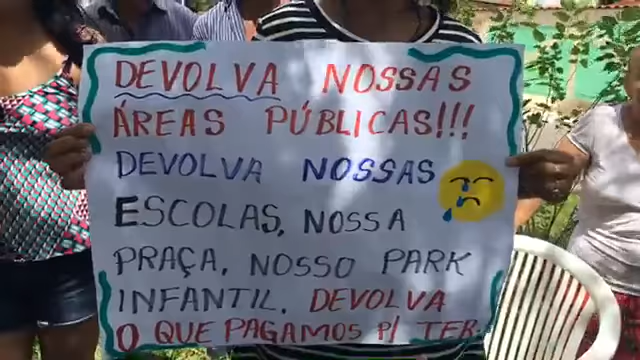 DEVOLVA NOSSAS
ÁREAS PÚBLICAS!!!
DEVOLVA NOSSAS
ESCOLAS, NOSSA
PRAÇA, NOSSO PARK
INFANTIL. DEVOLVA
O QUE PAGAMOS P/ TER.